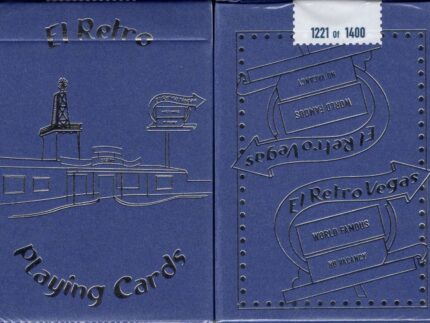 El Retro
Playing Cards
1221 OF 1400
NO VACANCY
WORLD FAMOUS
El Retro Vegas
El Retro Vegas
WORLD FAMOUS
NO VACANCY